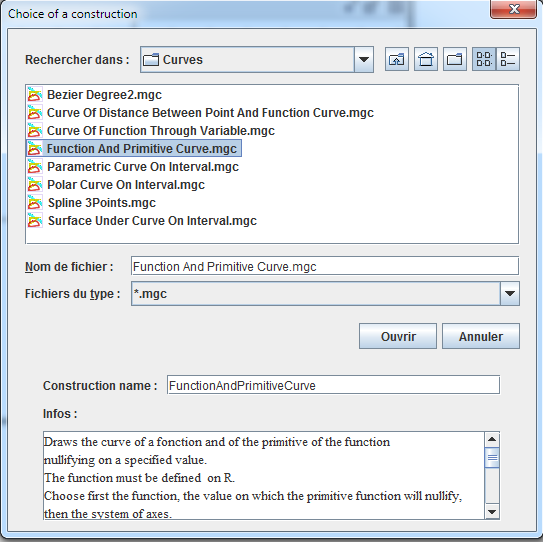 Choice of a construction
Rechercher dans :
Curves
Bezier Degree2.mgc
Curve Of Distance Between Point And Function Curve.mgc
Curve Of Function Through Variable.mgc
Function And Primitive Curve.mgc
Parametric Curve On Interval.mgc
Polar Curve On Interval.mgc
Spline 3Points.mgc
Surface Under Curve On Interval.mgc
Nom de fichier : Function And Primitive Curve.mgc
Fichiers du type : *.mgc
Ouvrir Annuler
Construction name : FunctionAndPrimitiveCurve
Infos :
Draws the curve of a fonction and of the primitive of the function
nullifying on a specified value.
The function must be defined on R.
Choose first the function, the value on which the primitive function will nullify,
then the system of axes.